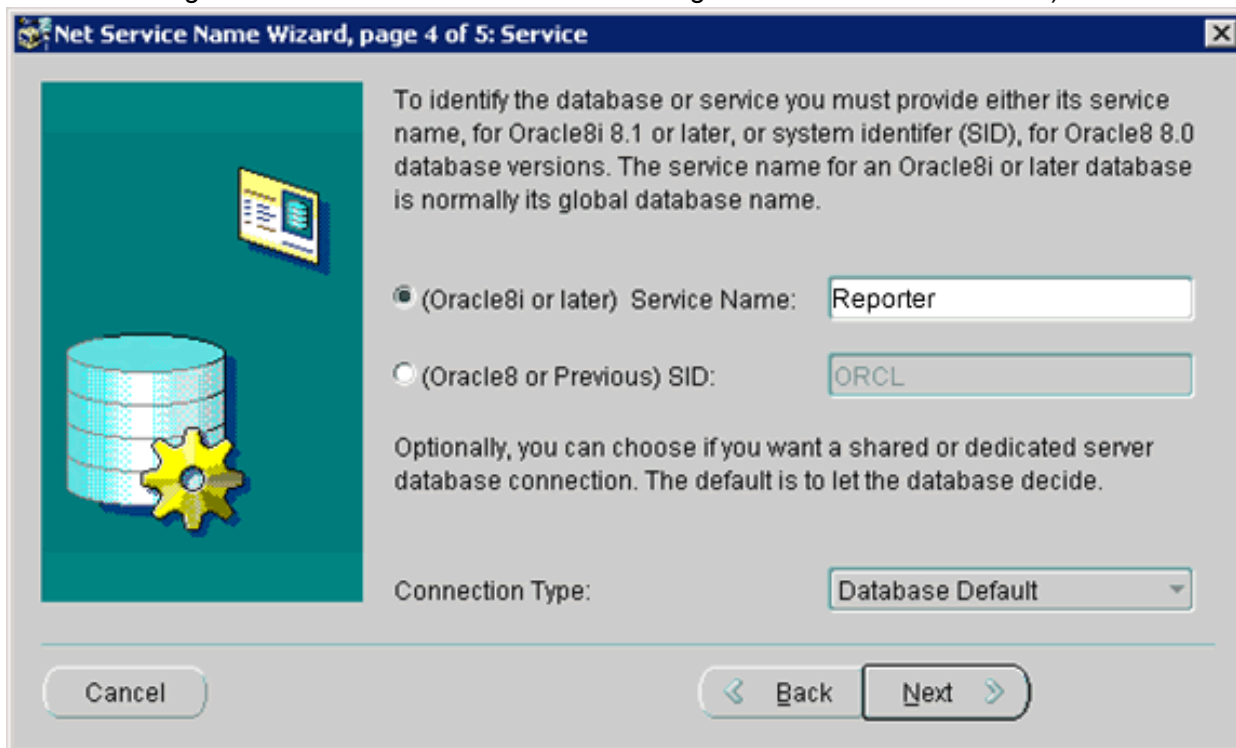 Net Service Name Wizard, page 4 of 5: Service
To identify the database or service you must provide either its service
name, for Oracle8i 8.1 or later, or system identifer (SID), for Oracle8 8.0
database versions. The service name for an Oracle8i or later database
is normally its global database name.
(Oracle8i or later) Service Name: Reporter
(Oracle8 or Previous) SID: ORCL
Optionally, you can choose if you want a shared or dedicated server
database connection. The default is to let the database decide.
Connection Type: Database Default
Cancel Back Next